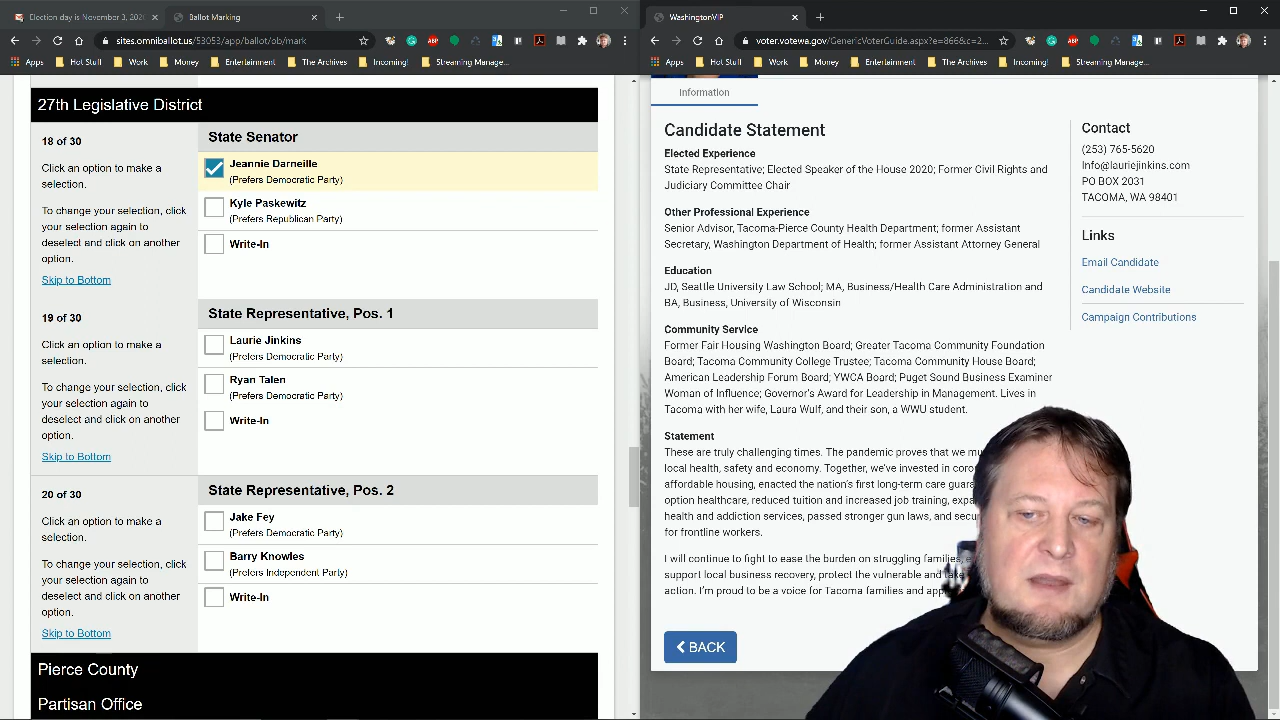 Election day is November 3, 202
Ballot Marking
WashingtonVIP
sites.omniballot.us/53053/app/ballot/ob/mark
voter.votewa.gov/GenericVoterGuide.aspx?e=866&c=2...
Apps Hot Stuff Work Money Entertainment The Archives Incoming! Streaming Manage...
Apps Hot Stuff Work Money Entertainment The Archives Incoming! Streaming Manage...
27th Legislative District
18 of 30
Click an option to make a
selection.
To change your selection, click
your selection again to
deselect and click on another
option.
Skip to Bottom
State Senator
Jeannie Darneille
(Prefers Democratic Party)
Kyle Paskewitz
(Prefers Republican Party)
Write-In
19 of 30
Click an option to make a
selection.
To change your selection, click
your selection again to
deselect and click on another
option.
Skip to Bottom
State Representative, Pos. 1
Laurie Jinkins
(Prefers Democratic Party)
Ryan Talen
(Prefers Democratic Party)
Write-In
20 of 30
Click an option to make a
selection.
To change your selection, click
your selection again to
deselect and click on another
option.
Skip to Bottom
State Representative, Pos. 2
Jake Fey
(Prefers Democratic Party)
Barry Knowles
(Prefers Independent Party)
Write-In
Pierce County
Partisan Office
Information
Candidate Statement
Elected Experience
State Representative; Elected Speaker of the House 2020; Former Civil Rights and
Judiciary Committee Chair
Other Professional Experience
Senior Advisor, Tacoma-Pierce County Health Department; former Assistant
Secretary, Washington Department of Health; former Assistant Attorney General
Education
JD, Seattle University Law School; MA, Business/Health Care Administration and
BA, Business, University of Wisconsin
Community Service
Former Fair Housing Washington Board; Greater Tacoma Community Foundation
Board; Tacoma Community College Trustee; Tacoma Community House Board;
American Leadership Forum Board; YWCA Board; Puget Sound Business Examiner
Woman of Influence; Governor's Award for Leadership in Management. Lives in
Tacoma with her wife, Laura Wulf, and their son, a WWU student.
Statement
These are truly challenging times. The pandemic proves that we
local health, safety and economy. Together, we've invested in
affordable housing, enacted the nation's first long-term care
option healthcare, reduced tuition and increased job training,
health and addiction services, passed stronger gun laws, and
for frontline workers.
I will continue to fight to ease the burden on struggling families,
support local business recovery, protect the vulnerable and
action. I'm proud to be a voice for Tacoma families and
BACK
Contact
(253) 765-5620
Info@lauriejinkins.com
PO BOX 2031
TACOMA, WA 98401
Links
Email Candidate
Candidate Website
Campaign Contributions